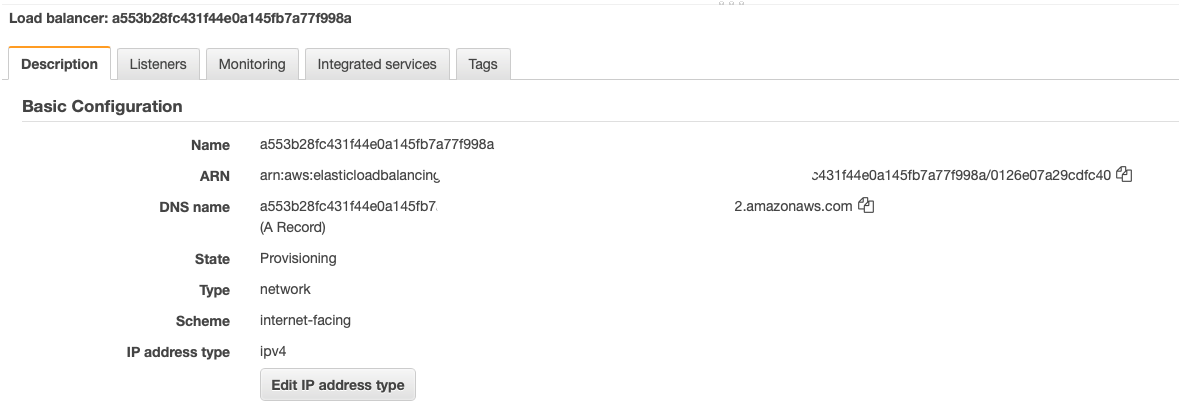 Load balancer: a553b28fc431f44e0a145fb7a77f998a
Description Listeners Monitoring Integrated services Tags
Basic Configuration
Name a553b28fc431f44e0a145fb7a77f998a
ARN arn:aws:elasticloadbalancing c431f44e0a145fb7a77f998a/0126e07a29cdfc40
DNS name a553b28fc431f44e0a145fb7 2.amazonaws.com
(A Record)
State Provisioning
Type network
Scheme internet-facing
IP address type ipv4
Edit IP address type